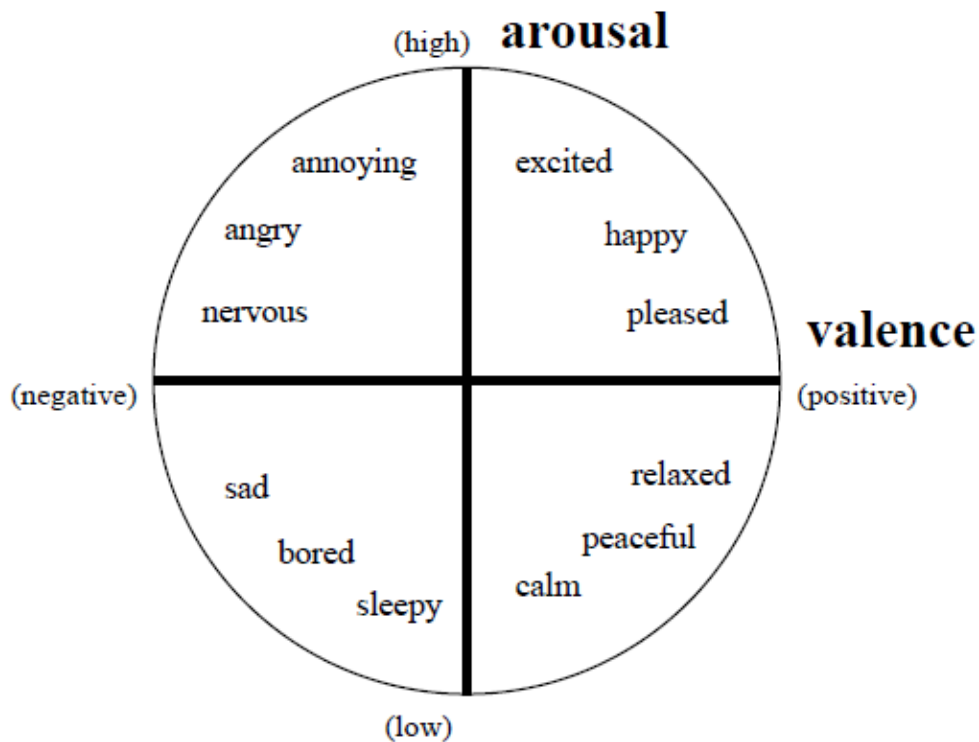 (high) arousal
annoying excited
angry happy
nervous pleased
valence
(negative) (positive)
sad relaxed
bored peaceful
sleepy calm
(low)